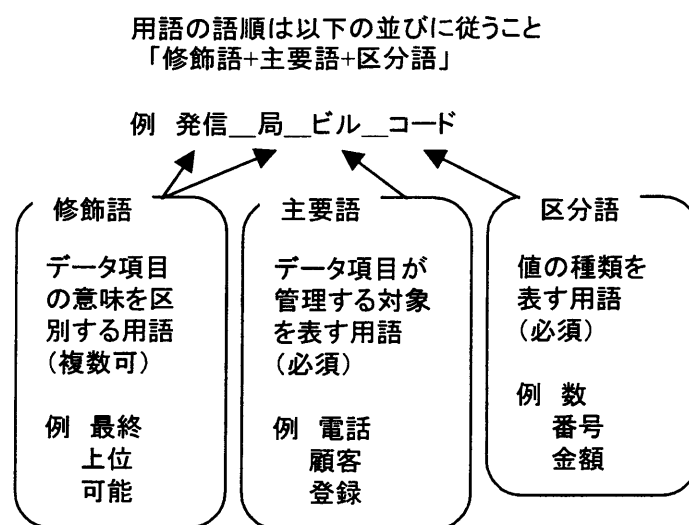 用語の語順は以下の並びに従うこと
「修飾語+主要語+区分語」
例 発信__局__ビル__コード
修飾語
データ項目
の意味を区
別する用語
(複数可)
例 最終
上位
可能
主要語
データ項目が
管理する対象
を表す用語
(必須)
例 電話
顧客
登録
区分語
値の種類を
表す用語
(必須)
例 数
番号
金額